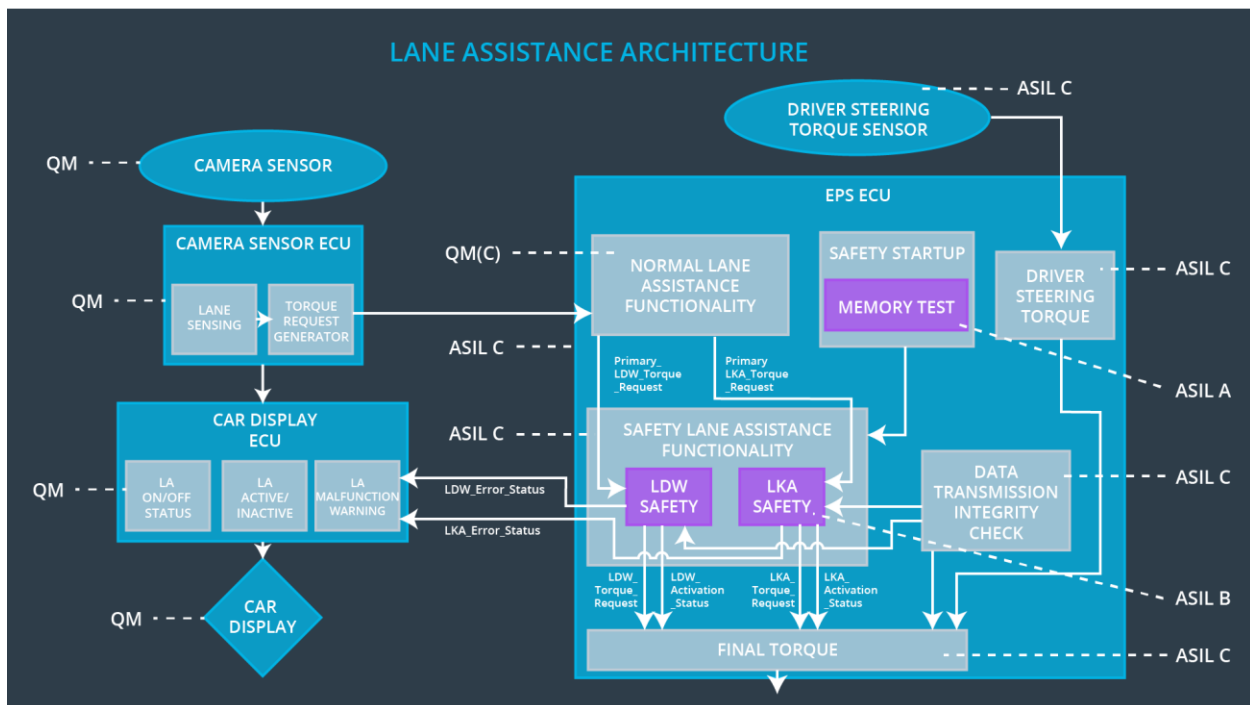 LANE ASSISTANCE ARCHITECTURE
ASIL C
DRIVER STEERING
TORQUE SENSOR
QM
CAMERA SENSOR
EPS ECU
CAMERA SENSOR ECU
QM(C)
NORMAL LANE
ASSISTANCE
FUNCTIONALITY
SAFETY STARTUP
MEMORY TEST
DRIVER
STEERING
TORQUE
ASIL C
QM
LANE
SENSING
TORQUE
REQUEST
GENERATOR
ASIL C
Primary_
LDW_Torque
_Request
Primary
LKA_Torque
_Request
ASIL A
CAR DISPLAY
ECU
ASIL C
SAFETY LANE ASSISTANCE
FUNCTIONALITY
QM
LA
ON/OFF
STATUS
LA
ACTIVE/
INACTIVE
LA
MALFUNCTION
WARNING
LDW_Error_Status
LKA_Error_Status
LDW
SAFETY
LKA
SAFETY
DATA
TRANSMISSION
INTEGRITY
CHECK
ASIL C
LDW_
Torque_
Request
LDW_
Activation
_Status
LKA_
Torque_
Request
LKA_
Activation
_Status
ASIL B
QM
CAR
DISPLAY
FINAL TORQUE
ASIL C